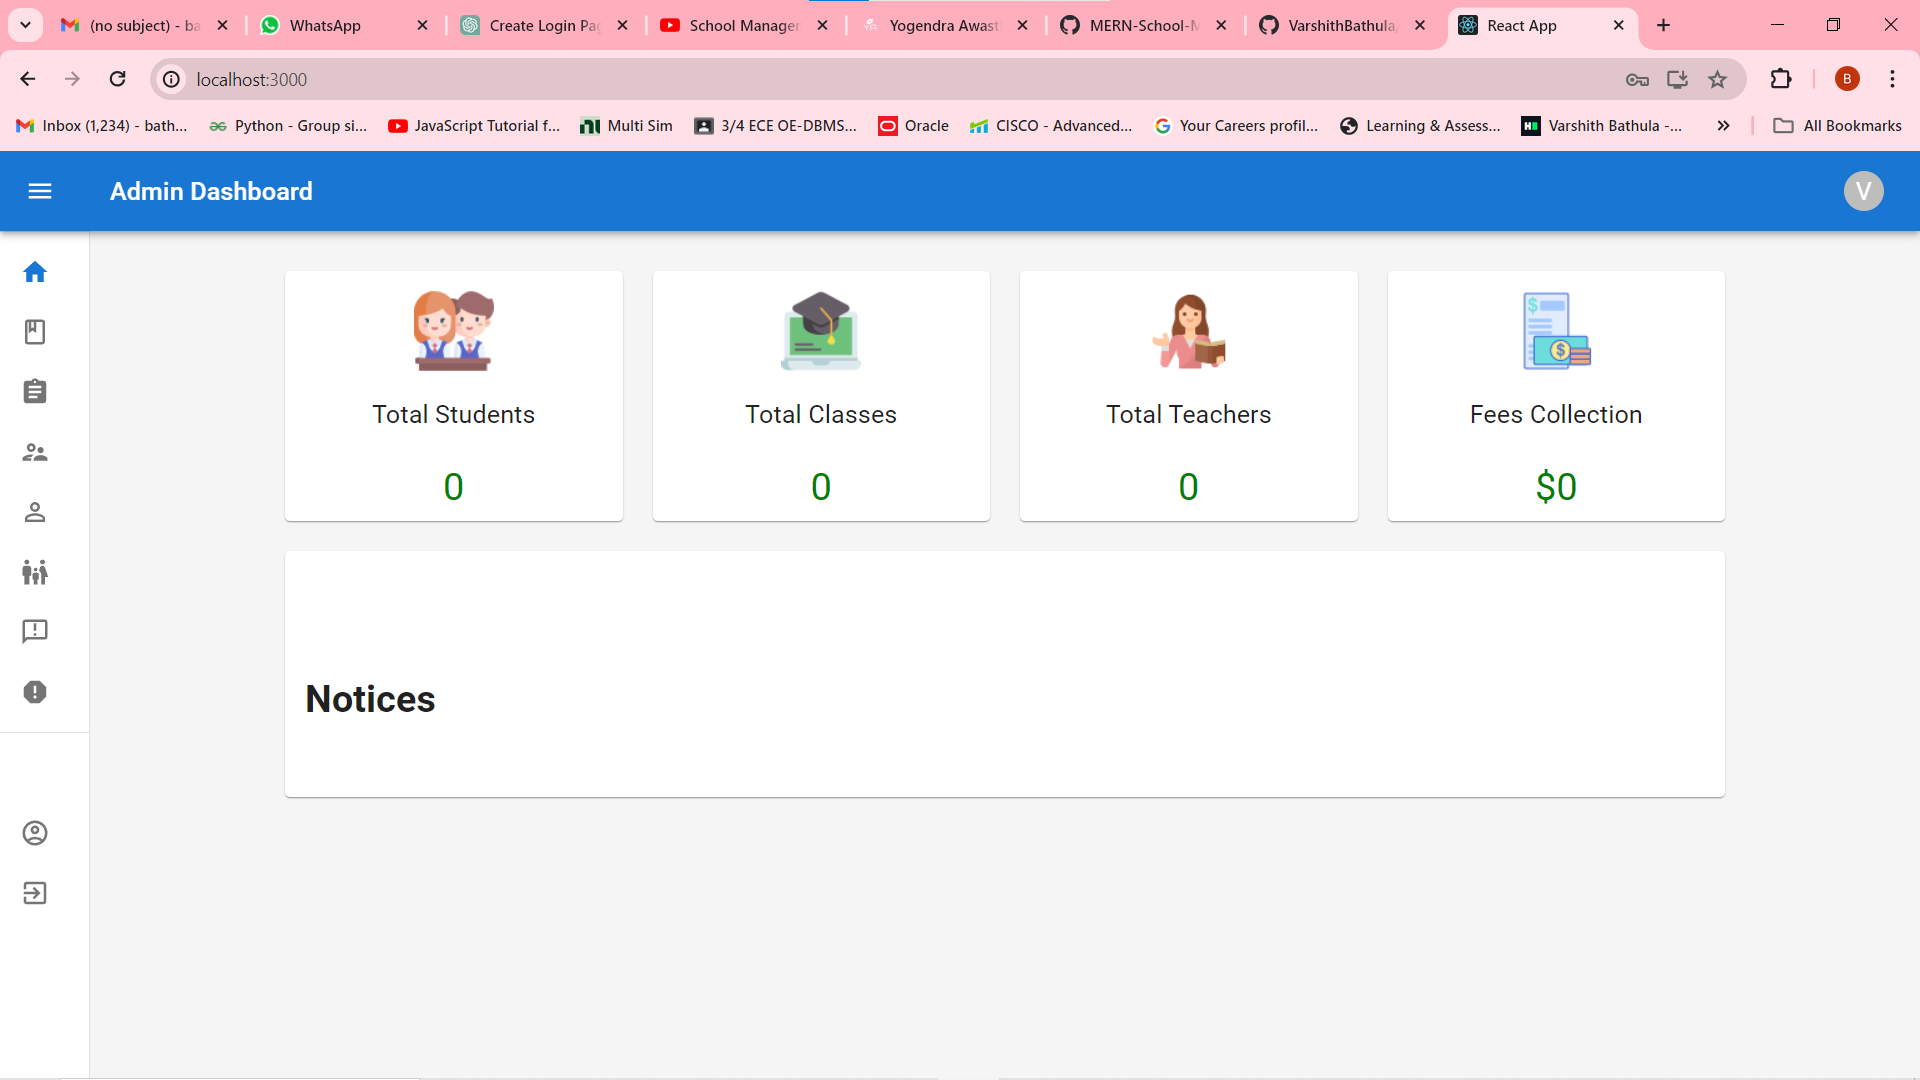 (no subject) - ba
WhatsApp
Create Login Pag
School Manager
Yogendra Awast
MERN-School-M
VarshithBathula/
React App
localhost:3000
B
Inbox (1,234) - bath...
Python - Group si...
JavaScript Tutorial f...
Multi Sim
3/4 ECE OE-DBMS...
Oracle
CISCO - Advanced...
Your Careers profil...
Learning & Assess...
Varshith Bathula -...
All Bookmarks
Admin Dashboard
V
Total Students
0
Total Classes
0
Total Teachers
0
Fees Collection
$0
Notices